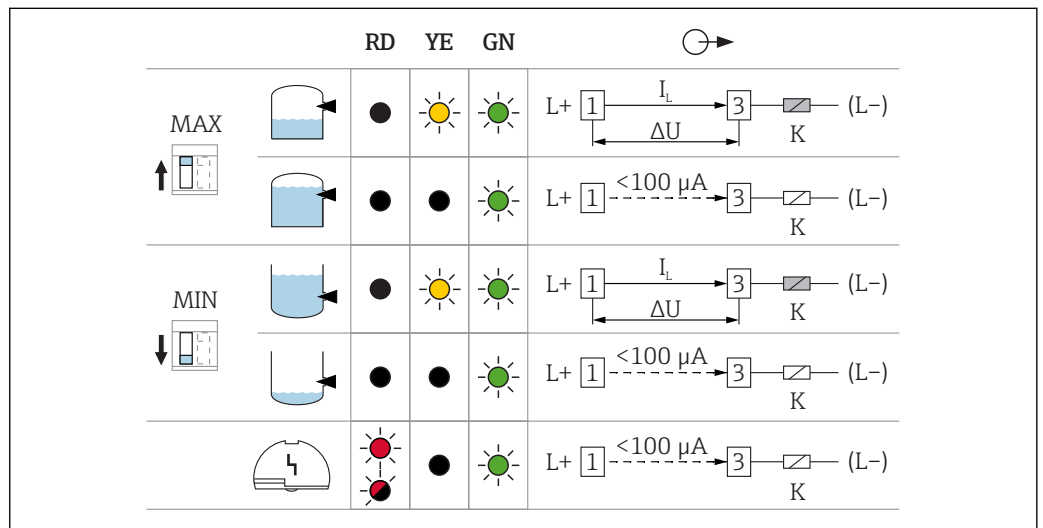 RD YE GN
MAX
L+ 1 I_L 3 (L−)
ΔU K
L+ 1 <100 µA 3 (L−)
K
MIN
L+ 1 I_L 3 (L−)
ΔU K
L+ 1 <100 µA 3 (L−)
K
L+ 1 <100 µA 3 (L−)
K